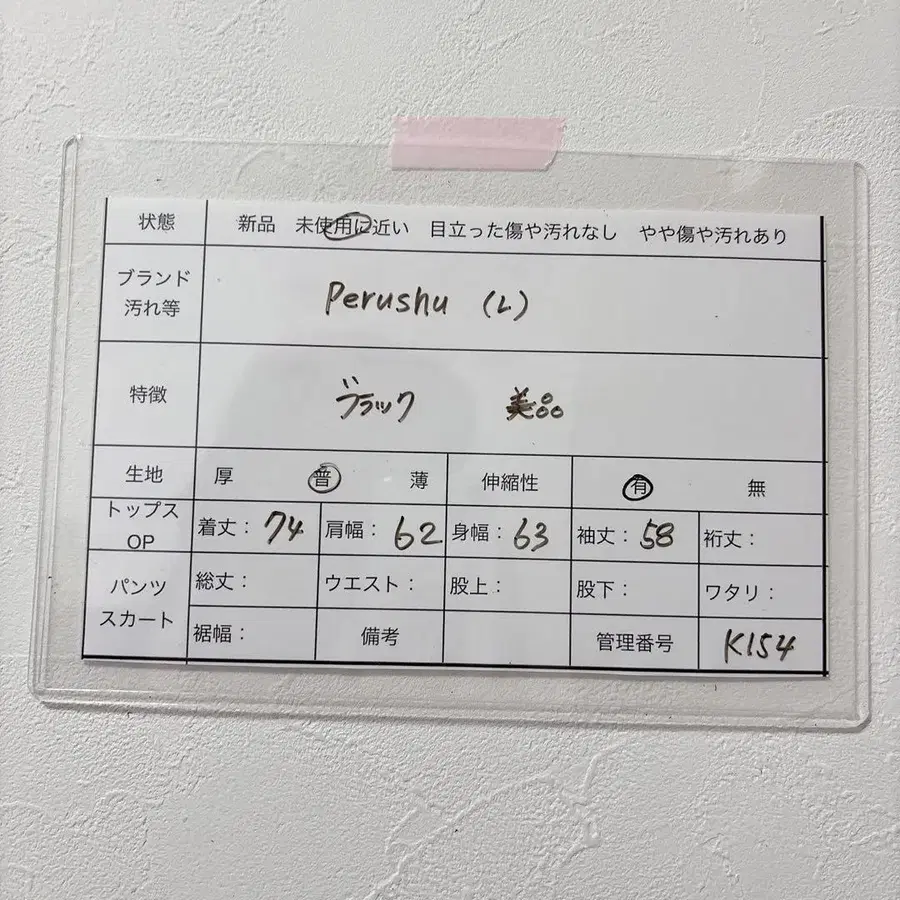 状態 新品 未使用に近い 目立った傷や汚れなし やや傷や汚れあり
ブランド
汚れ等
Perushu (L)
特徴 ブラック 美品
生地 厚 普 薄 伸縮性 有 無
トップス
OP
着丈: 74 肩幅: 62 身幅: 63 袖丈: 58 裄丈:
パンツ
スカート
総丈: ウエスト: 股上: 股下: ワタリ:
裾幅: 備考 管理番号 K154